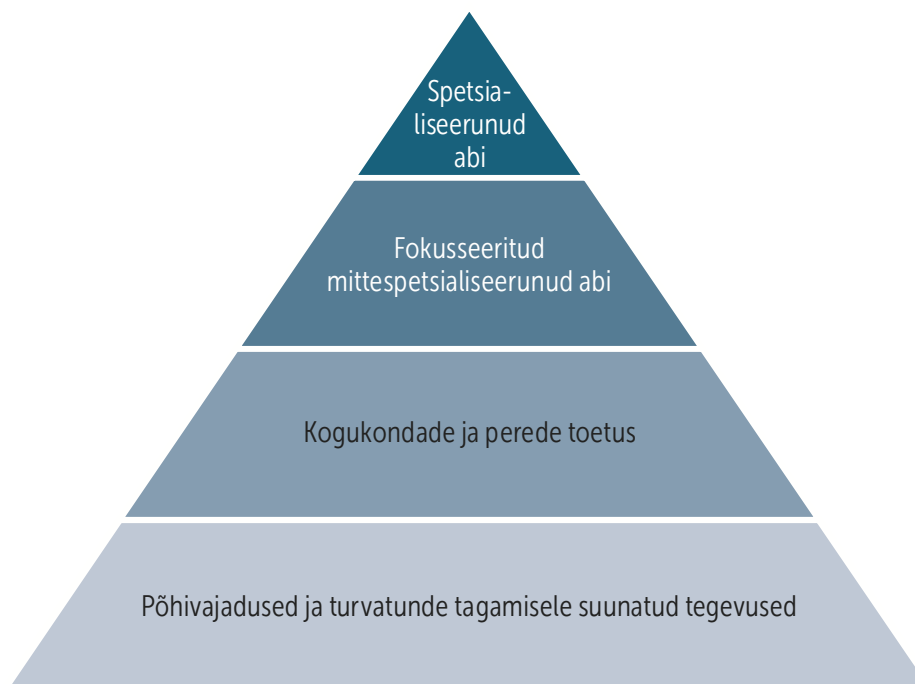 Spetsia-
liseerunud
abi
Fokusseeritud
mittespetsialiseerunud abi
Kogukondade ja perede toetus
Põhivajadused ja turvatunde tagamisele suunatud tegevused